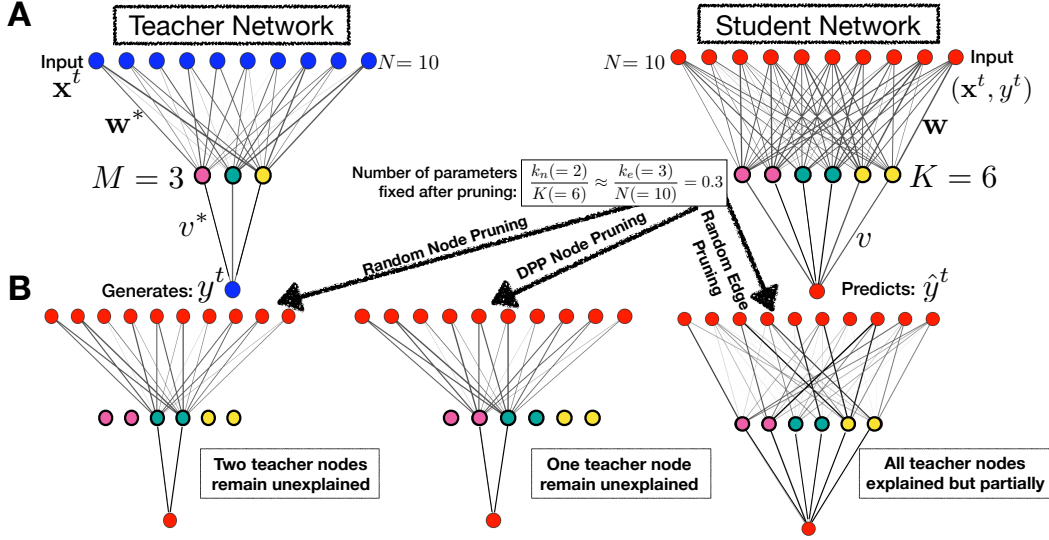 A
Teacher Network
Student Network
Input
N = 10
N = 10
Input
x^t
(x^t, y^t)
w*
w
M = 3
K = 6
Number of parameters
fixed after pruning:
k_n(= 2) / K(= 6) ≈ k_e(= 3) / N(= 10) = 0.3
v*
v
Random Node Pruning
DPP Node Pruning
Random Edge
Pruning
B
Generates: y^t
Predicts: ŷ^t
Two teacher nodes
remain unexplained
One teacher node
remain unexplained
All teacher nodes
explained but partially